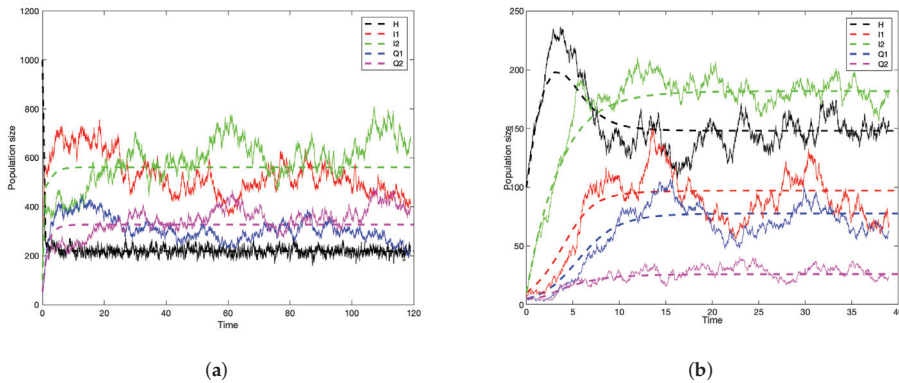 1200
1000
800
600
400
200
0
Population size
0 20 40 60 80 100 120
Time
H
I1
I2
Q1
Q2
(a)
250
200
150
100
50
0
Population size
0 5 10 15 20 25 30 35 40
Time
H
I1
I2
Q1
Q2
(b)